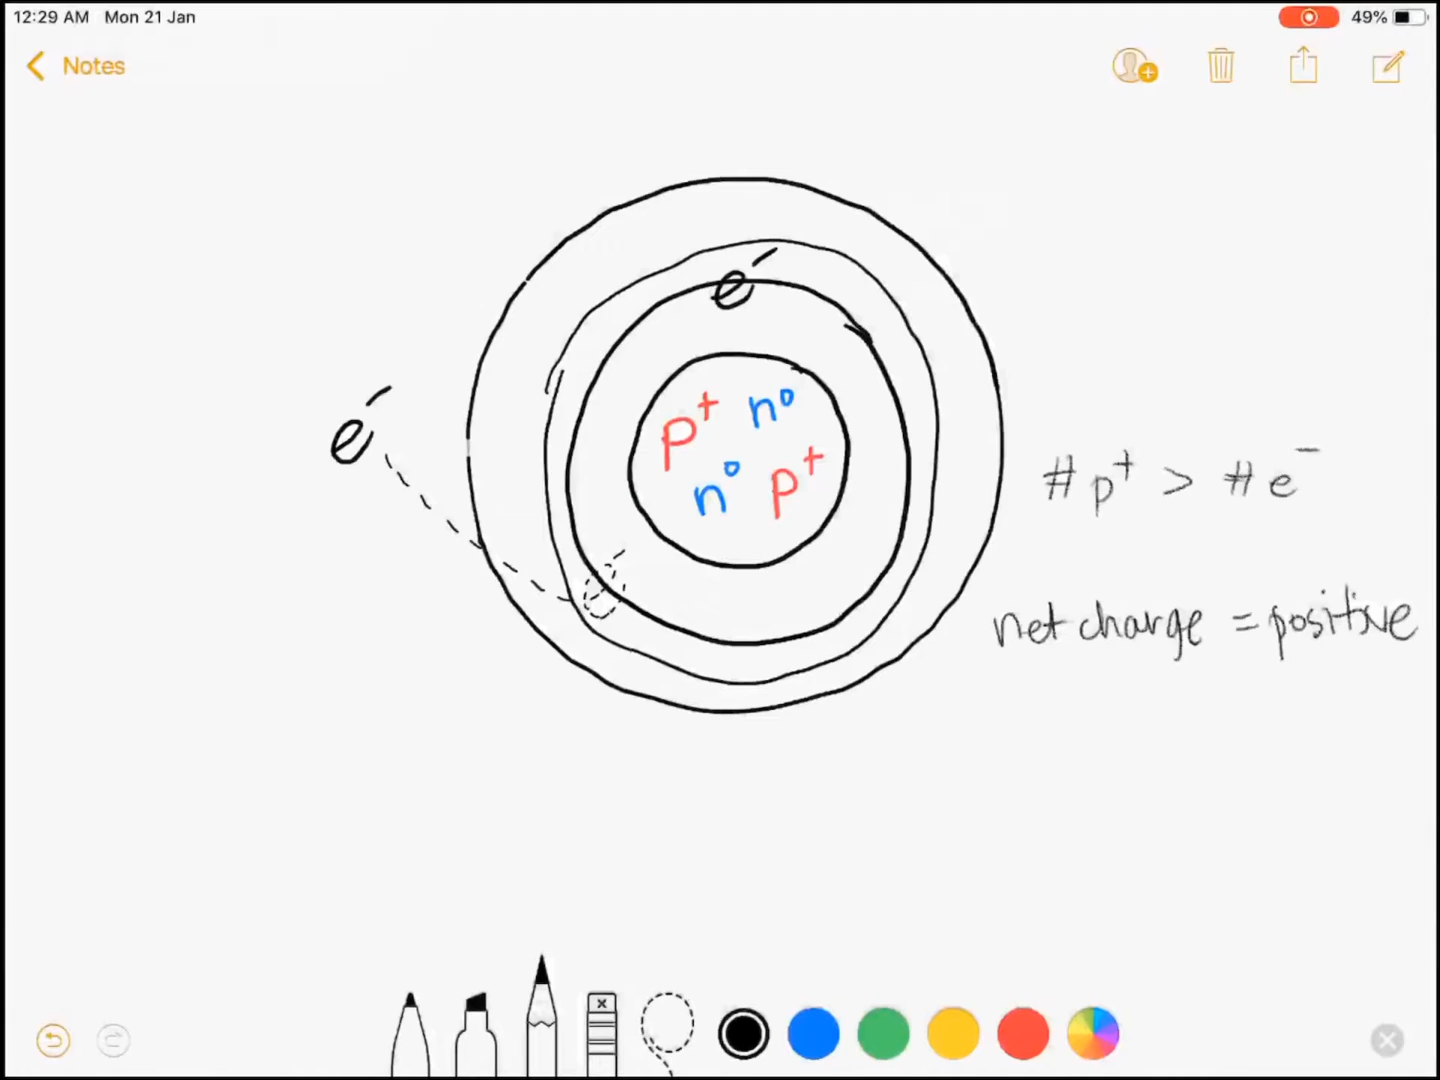 12:29 AM Mon 21 Jan
49%
Notes
e⁻
e⁻
p⁺ n⁰
n⁰ p⁺
e⁻
#p⁺ > #e⁻
net charge = positive